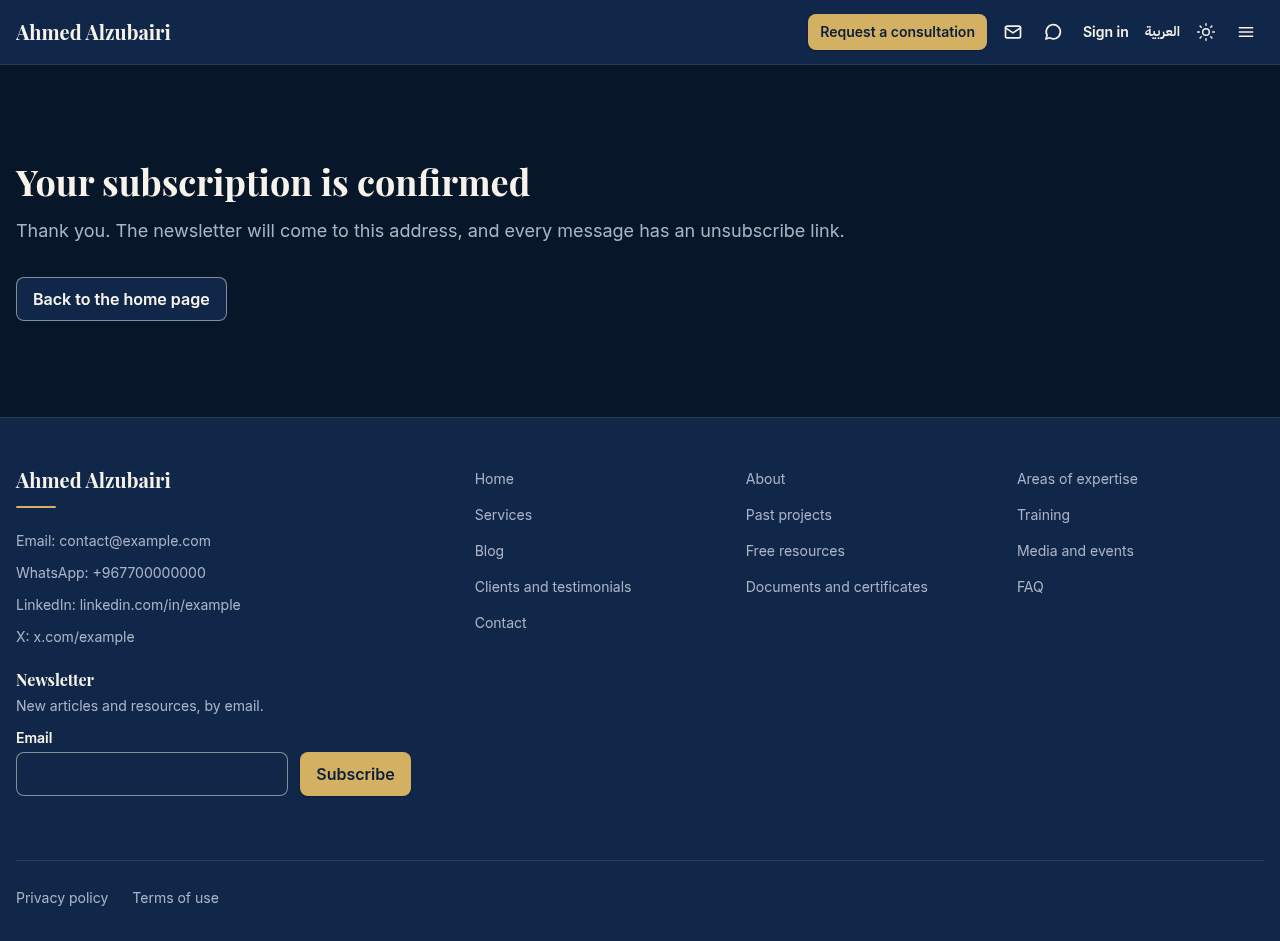 Ahmed Alzubairi
Request a consultation
Sign in
العربية
Your subscription is confirmed
Thank you. The newsletter will come to this address, and every message has an unsubscribe link.
Back to the home page
Ahmed Alzubairi
Email: contact@example.com
WhatsApp: +967700000000
LinkedIn: linkedin.com/in/example
X: x.com/example
Newsletter
New articles and resources, by email.
Email
Subscribe
Home
About
Areas of expertise
Services
Past projects
Training
Blog
Free resources
Media and events
Clients and testimonials
Documents and certificates
FAQ
Contact
Privacy policy
Terms of use